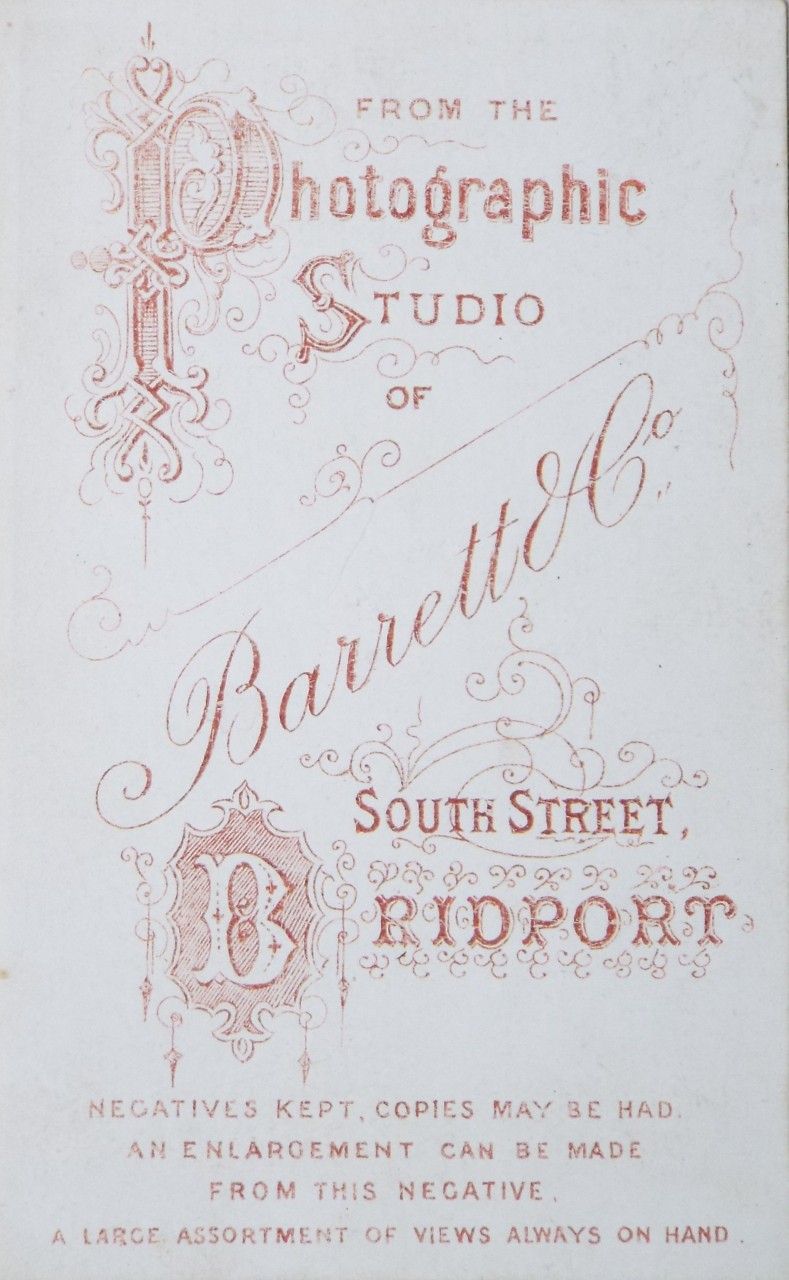 FROM THE
Photographic
STUDIO
OF
Barrett & Co.
SOUTH STREET,
BRIDPORT.
NEGATIVES KEPT, COPIES MAY BE HAD.
AN ENLARGEMENT CAN BE MADE
FROM THIS NEGATIVE.
A LARGE ASSORTMENT OF VIEWS ALWAYS ON HAND.